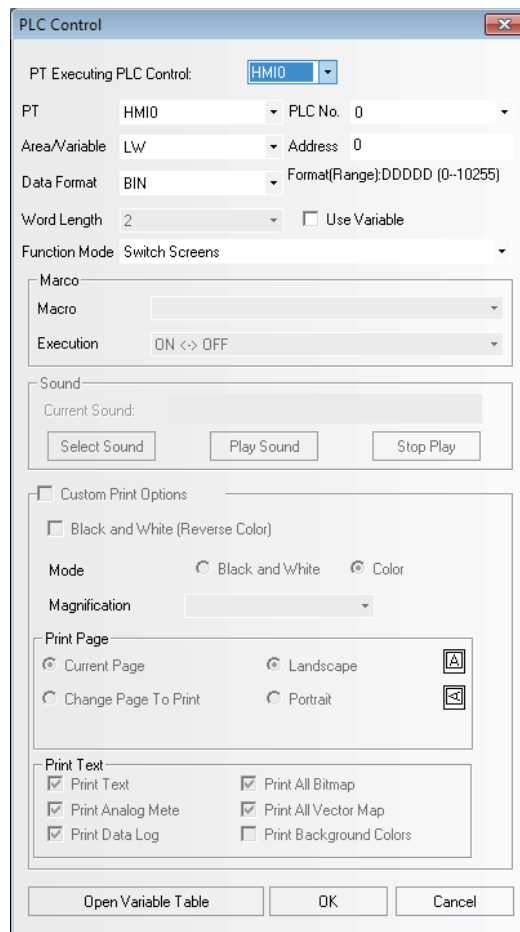 PLC Control
PT Executing PLC Control: HMI0
PT HMI0 PLC No. 0
Area/Variable LW Address 0
Data Format BIN Format(Range):DDDDD (0--10255)
Word Length 2 Use Variable
Function Mode Switch Screens
Marco
Macro
Execution ON <-> OFF
Sound
Current Sound:
Select Sound Play Sound Stop Play
Custom Print Options
Black and White (Reverse Color)
Mode Black and White Color
Magnification
Print Page
Current Page Landscape A
Change Page To Print Portrait A
Print Text
Print Text Print All Bitmap
Print Analog Mete Print All Vector Map
Print Data Log Print Background Colors
Open Variable Table OK Cancel